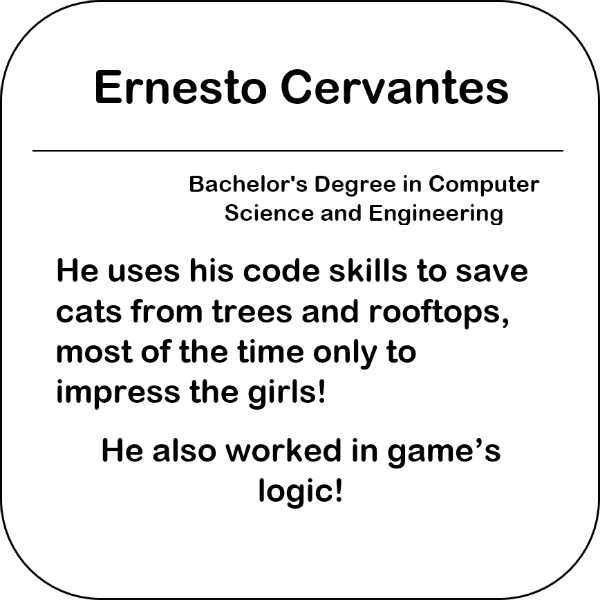 Ernesto Cervantes
Bachelor's Degree in Computer
Science and Engineering
He uses his code skills to save
cats from trees and rooftops,
most of the time only to
impress the girls!
He also worked in game’s
logic!